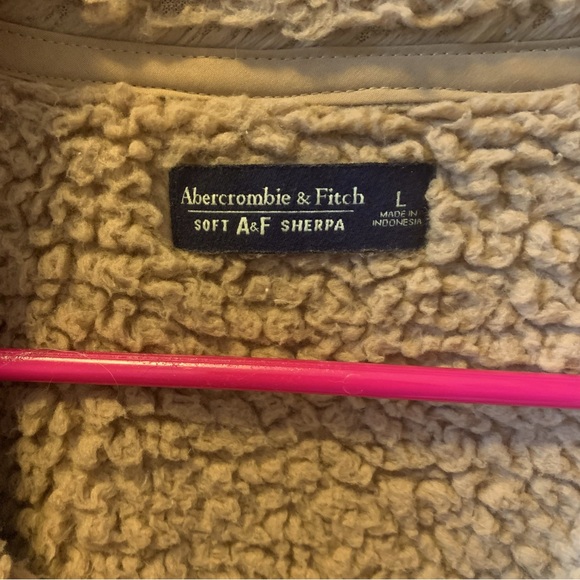 Abercrombie & Fitch
SOFT A&F SHERPA
L
MADE IN
INDONESIA